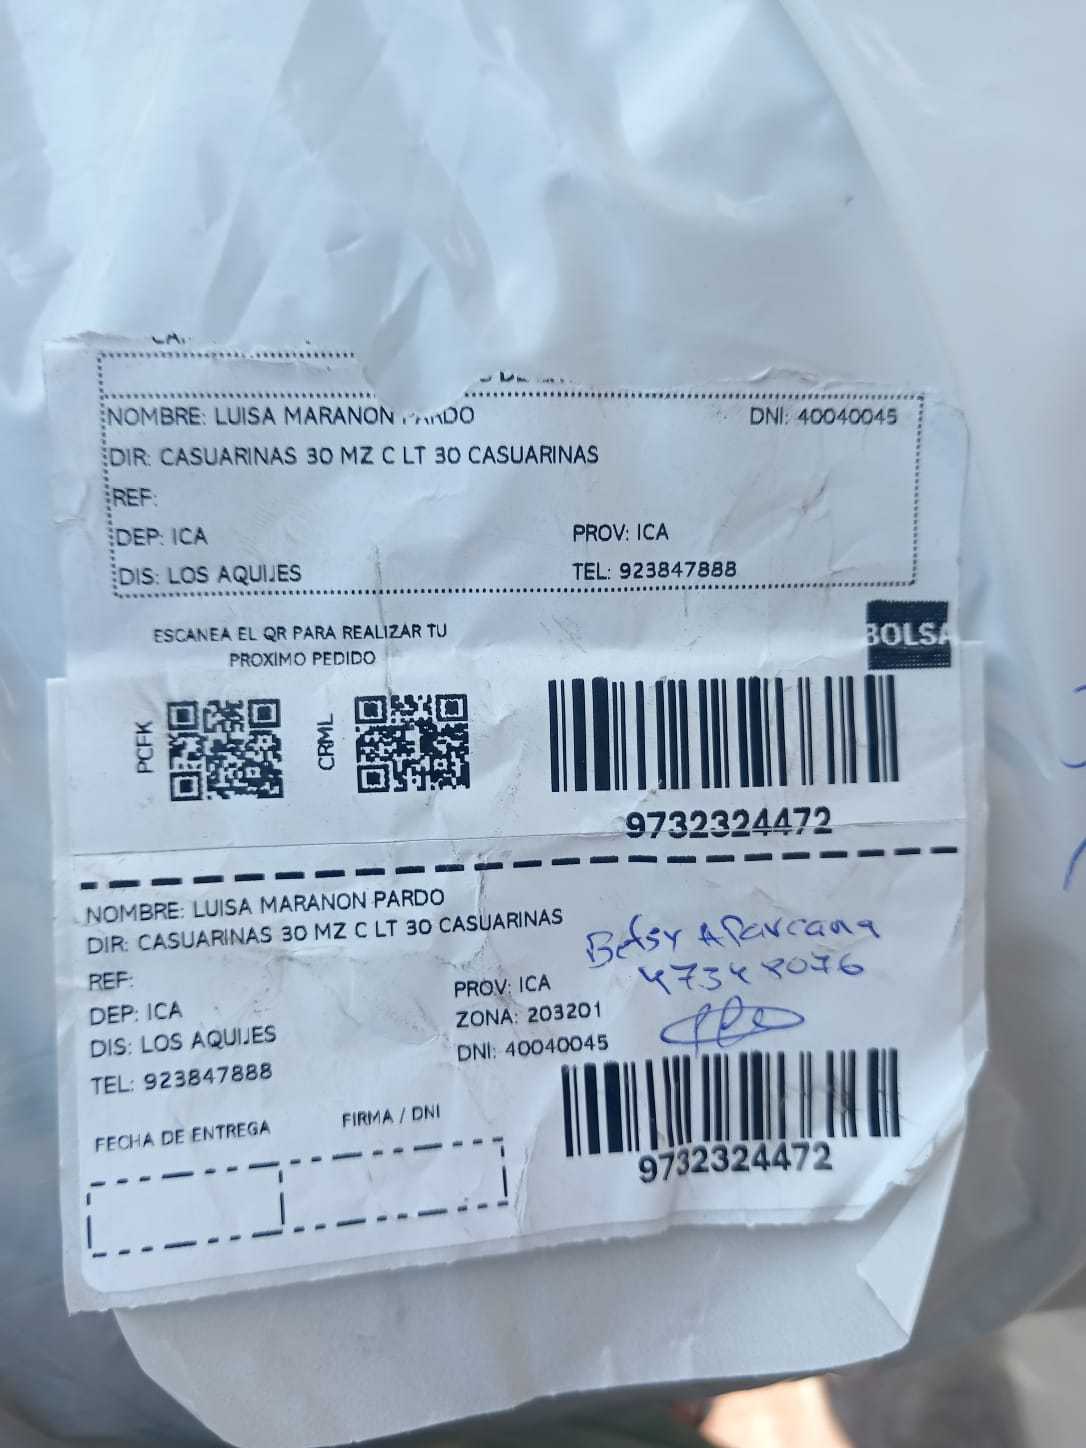 NOMBRE: LUISA MARANON PARDO DNI: 40040045
DIR: CASUARINAS 30 MZ C LT 30 CASUARINAS
REF:
DEP: ICA PROV: ICA
DIS: LOS AQUIJES TEL: 923847888
ESCANEA EL QR PARA REALIZAR TU
PROXIMO PEDIDO
BOLSA
PCFK
CRML
9732324472
NOMBRE: LUISA MARANON PARDO
DIR: CASUARINAS 30 MZ C LT 30 CASUARINAS
Betsy Aparcana
REF:
PROV: ICA
DEP: ICA
ZONA: 203201
DIS: LOS AQUIJES
DNI: 40040045
TEL: 923847888
FECHA DE ENTREGA FIRMA / DNI
9732324472